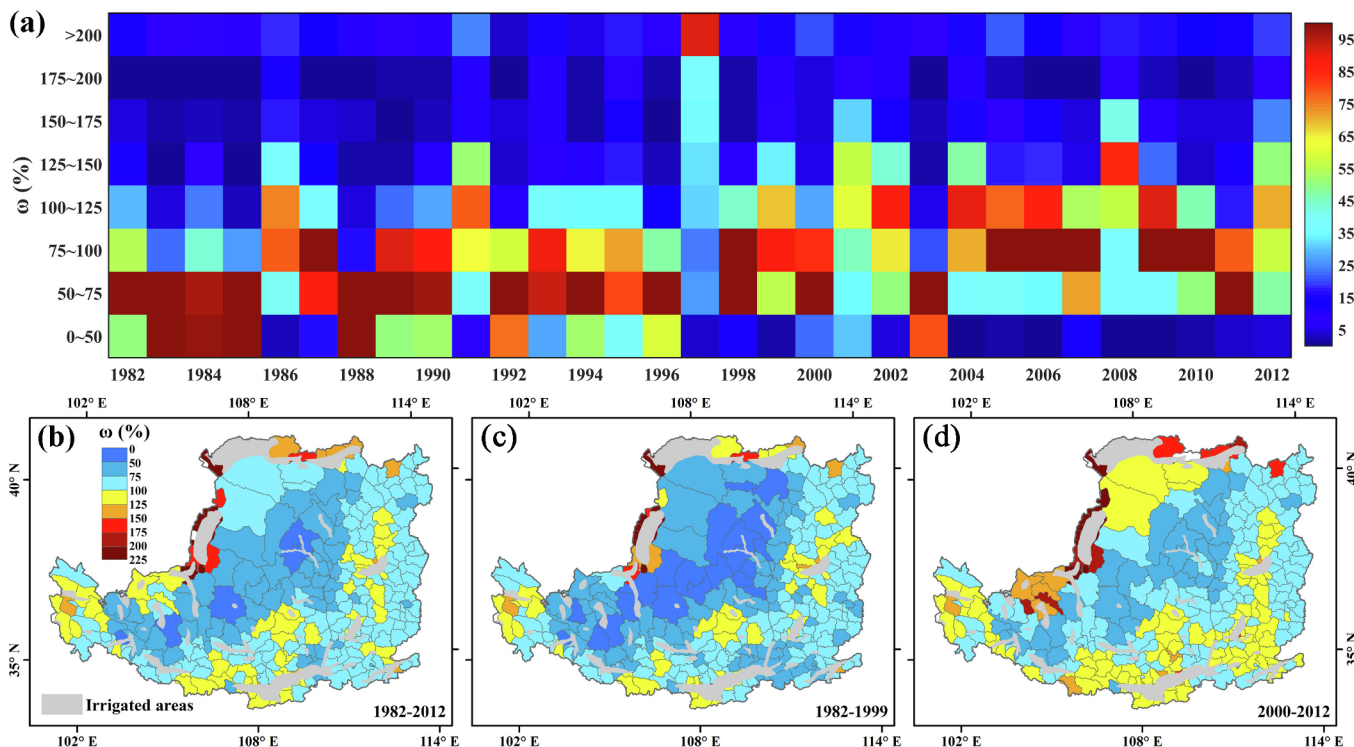 (a)
ω (%)
>200
175~200
150~175
125~150
100~125
75~100
50~75
0~50
1982 1984 1986 1988 1990 1992 1994 1996 1998 2000 2002 2004 2006 2008 2010 2012
95
85
75
65
55
45
35
25
15
5
102° E 108° E 114° E 102° E 108° E 114° E 102° E 108° E 114° E
(b) (c) (d)
ω (%)
0
50
75
100
125
150
175
200
225
40° N 40° N
35° N 35° N
Irrigated areas
1982-2012 1982-1999 2000-2012
102° E 108° E 114° E 102° E 108° E 114° E 102° E 108° E 114° E